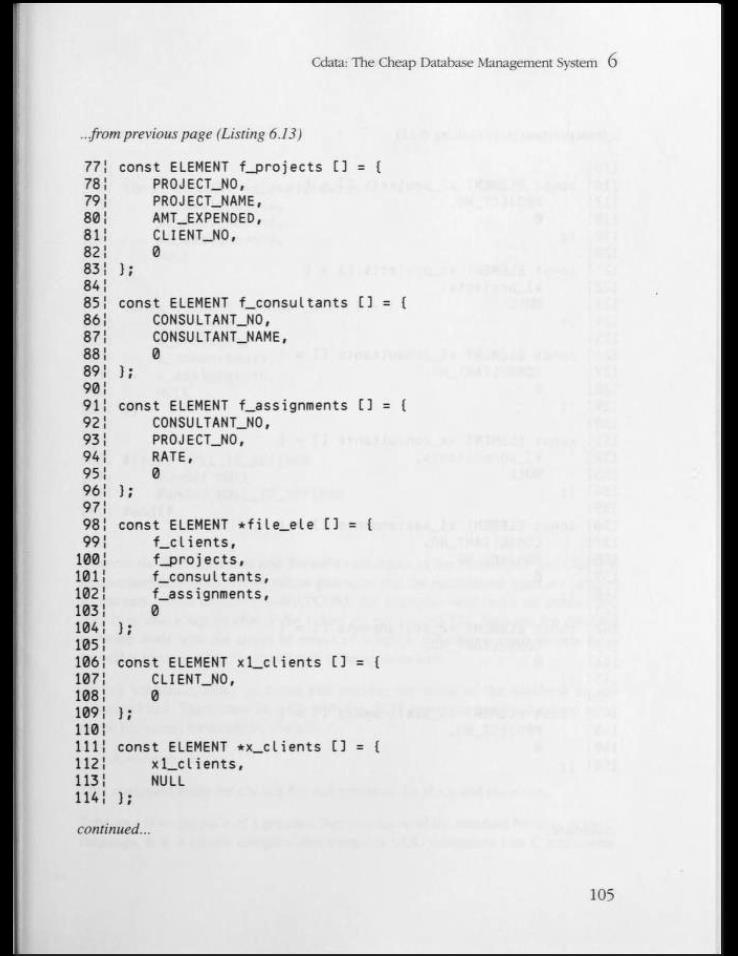 Cdata: The Cheap Database Management System 6
...from previous page (Listing 6.13)
77¦ const ELEMENT f_projects [] = {
78¦     PROJECT_NO,
79¦     PROJECT_NAME,
80¦     AMT_EXPENDED,
81¦     CLIENT_NO,
82¦     0
83¦ };
84¦
85¦ const ELEMENT f_consultants [] = {
86¦     CONSULTANT_NO,
87¦     CONSULTANT_NAME,
88¦     0
89¦ };
90¦
91¦ const ELEMENT f_assignments [] = {
92¦     CONSULTANT_NO,
93¦     PROJECT_NO,
94¦     RATE,
95¦     0
96¦ };
97¦
98¦ const ELEMENT *file_ele [] = {
99¦     f_clients,
100¦     f_projects,
101¦     f_consultants,
102¦     f_assignments,
103¦     0
104¦ };
105¦
106¦ const ELEMENT x1_clients [] = {
107¦     CLIENT_NO,
108¦     0
109¦ };
110¦
111¦ const ELEMENT *x_clients [] = {
112¦     x1_clients,
113¦     NULL
114¦ };
continued...
105